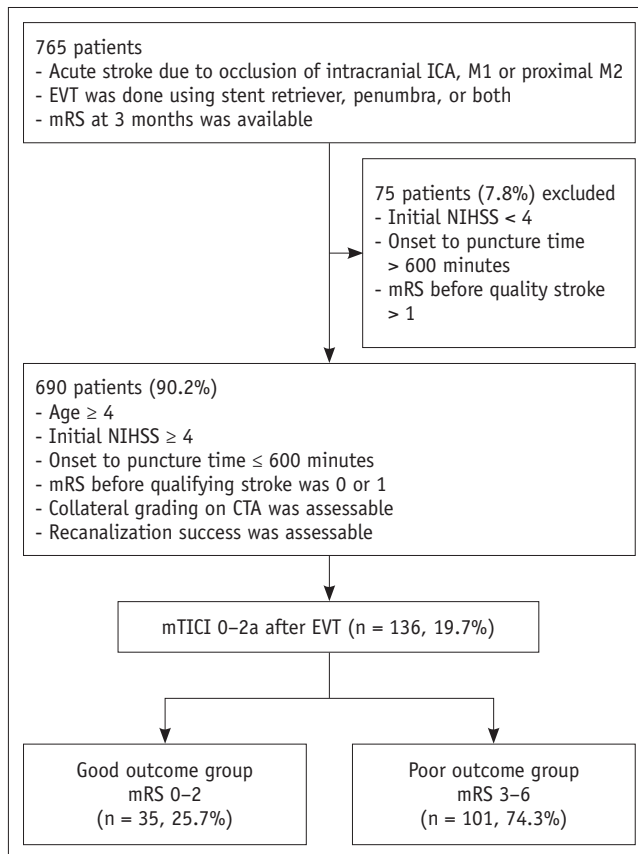 765 patients
- Acute stroke due to occlusion of intracranial ICA, M1 or proximal M2
- EVT was done using stent retriever, penumbra, or both
- mRS at 3 months was available
75 patients (7.8%) excluded
- Initial NIHSS < 4
- Onset to puncture time
> 600 minutes
- mRS before quality stroke
> 1
690 patients (90.2%)
- Age ≥ 4
- Initial NIHSS ≥ 4
- Onset to puncture time ≤ 600 minutes
- mRS before qualifying stroke was 0 or 1
- Collateral grading on CTA was assessable
- Recanalization success was assessable
mTICI 0–2a after EVT (n = 136, 19.7%)
Good outcome group
mRS 0–2
(n = 35, 25.7%)
Poor outcome group
mRS 3–6
(n = 101, 74.3%)